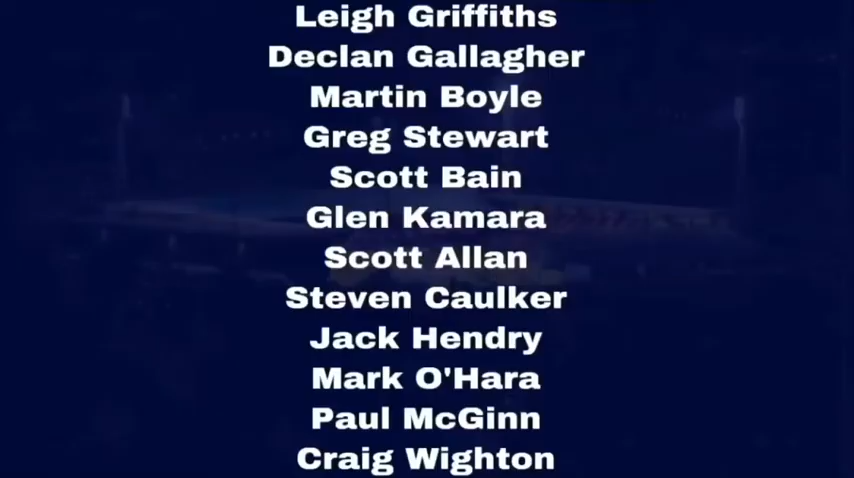 Leigh Griffiths
Declan Gallagher
Martin Boyle
Greg Stewart
Scott Bain
Glen Kamara
Scott Allan
Steven Caulker
Jack Hendry
Mark O'Hara
Paul McGinn
Craig Wighton